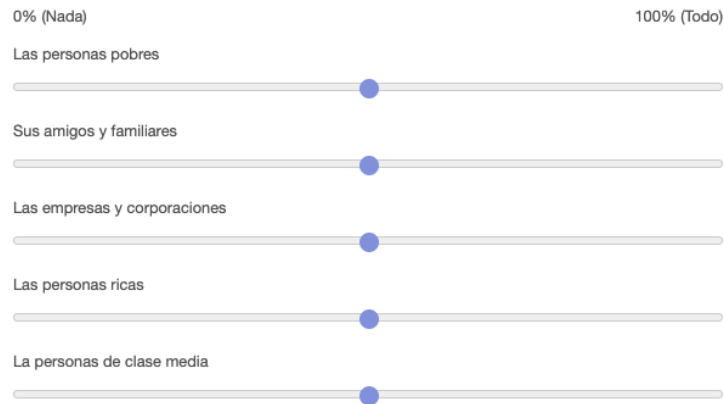 0% (Nada) 100% (Todo)
Las personas pobres
Sus amigos y familiares
Las empresas y corporaciones
Las personas ricas
La personas de clase media